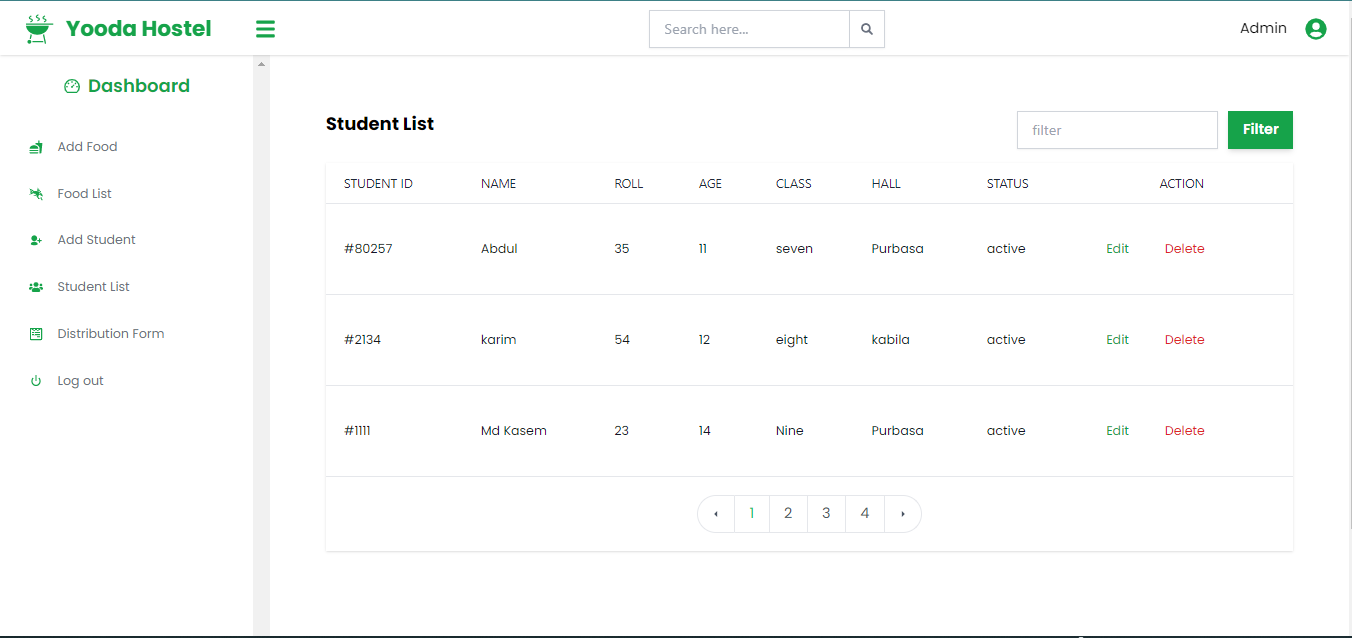 Yooda Hostel
Search here...
Admin
Dashboard
Add Food
Food List
Add Student
Student List
Distribution Form
Log out
Student List
filter
Filter
STUDENT ID NAME ROLL AGE CLASS HALL STATUS ACTION
#80257 Abdul 35 11 seven Purbasa active Edit Delete
#2134 karim 54 12 eight kabila active Edit Delete
#1111 Md Kasem 23 14 Nine Purbasa active Edit Delete
1 2 3 4